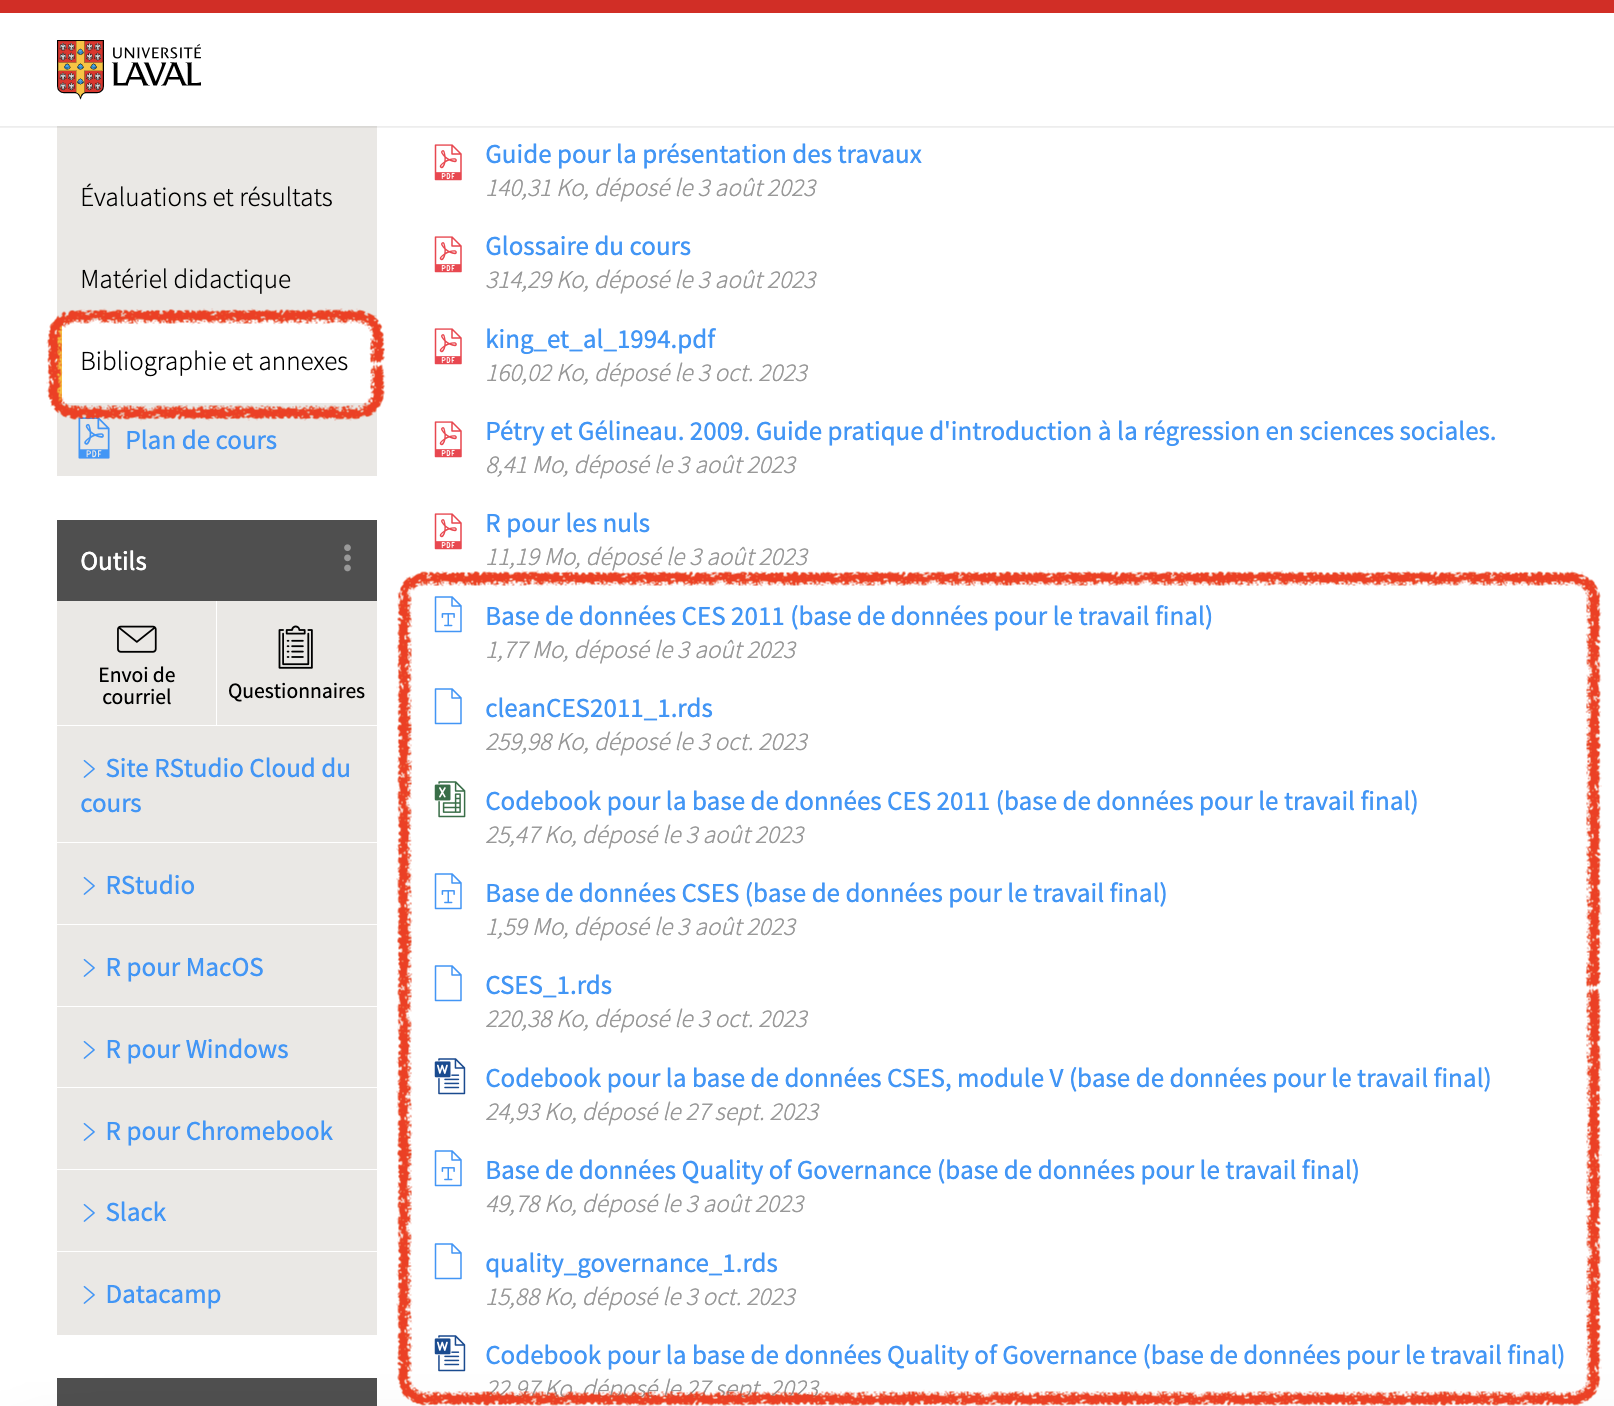 UNIVERSITÉ
LAVAL
Évaluations et résultats
Matériel didactique
Bibliographie et annexes
PDF
Plan de cours
Outils
Envoi de
courriel
Questionnaires
> Site RStudio Cloud du
cours
> RStudio
> R pour MacOS
> R pour Windows
> R pour Chromebook
> Slack
> Datacamp
PDF
Guide pour la présentation des travaux
140,31 Ko, déposé le 3 août 2023
PDF
Glossaire du cours
314,29 Ko, déposé le 3 août 2023
PDF
king_et_al_1994.pdf
160,02 Ko, déposé le 3 oct. 2023
PDF
Pétry et Gélineau. 2009. Guide pratique d'introduction à la régression en sciences sociales.
8,41 Mo, déposé le 3 août 2023
PDF
R pour les nuls
11,19 Mo, déposé le 3 août 2023
T
Base de données CES 2011 (base de données pour le travail final)
1,77 Mo, déposé le 3 août 2023
cleanCES2011_1.rds
259,98 Ko, déposé le 3 oct. 2023
X
Codebook pour la base de données CES 2011 (base de données pour le travail final)
25,47 Ko, déposé le 3 août 2023
T
Base de données CSES (base de données pour le travail final)
1,59 Mo, déposé le 3 août 2023
CSES_1.rds
220,38 Ko, déposé le 3 oct. 2023
W
Codebook pour la base de données CSES, module V (base de données pour le travail final)
24,93 Ko, déposé le 27 sept. 2023
T
Base de données Quality of Governance (base de données pour le travail final)
49,78 Ko, déposé le 3 août 2023
quality_governance_1.rds
15,88 Ko, déposé le 3 oct. 2023
W
Codebook pour la base de données Quality of Governance (base de données pour le travail final)
22,97 Ko, déposé le 27 sept. 2023